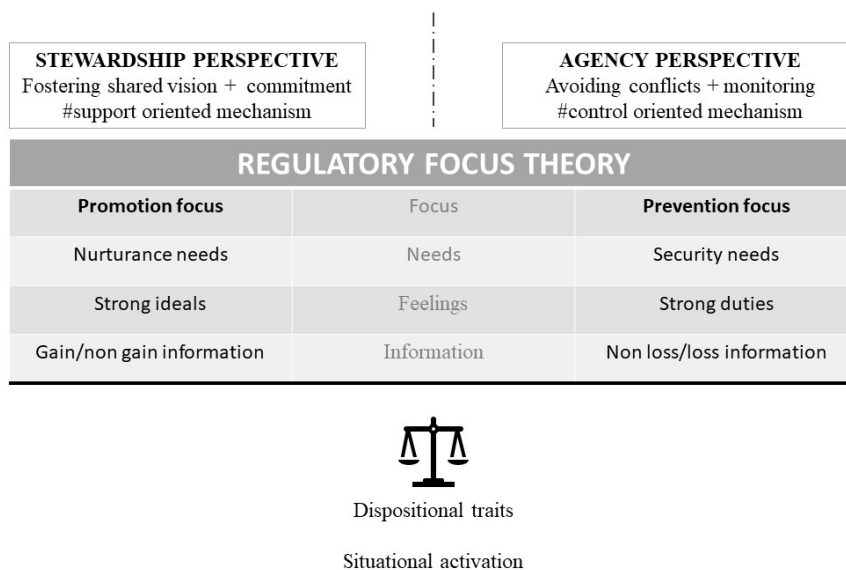 STEWARDSHIP PERSPECTIVE
Fostering shared vision + commitment
#support oriented mechanism
AGENCY PERSPECTIVE
Avoiding conflicts + monitoring
#control oriented mechanism
REGULATORY FOCUS THEORY
Promotion focus Focus Prevention focus
Nurturance needs Needs Security needs
Strong ideals Feelings Strong duties
Gain/non gain information Information Non loss/loss information
Dispositional traits
Situational activation